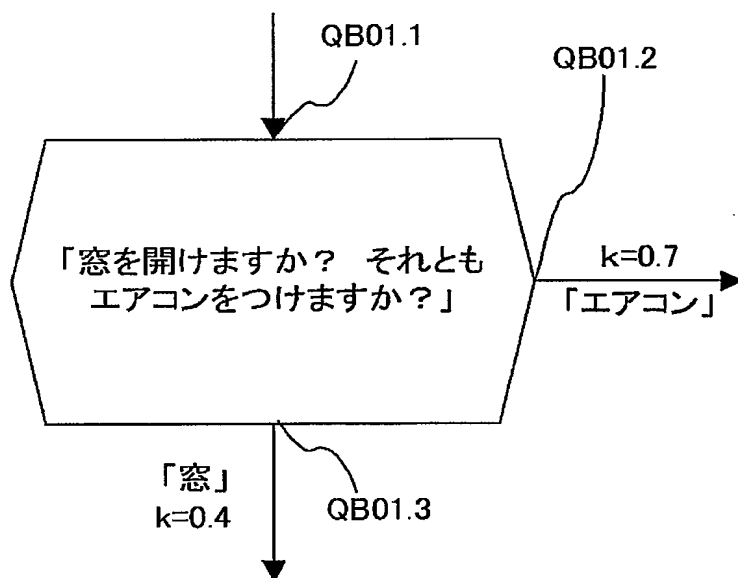 QB01.1
QB01.2
「窓を開けますか？ それとも
エアコンをつけますか？」
k=0.7
「エアコン」
「窓」
k=0.4
QB01.3